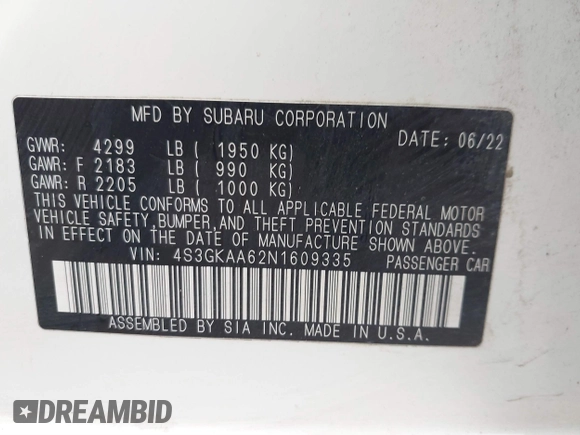 MFD BY SUBARU CORPORATION
DATE: 06/22
GVWR: 4299 LB ( 1950 KG)
GAWR: F 2183 LB ( 990 KG)
GAWR: R 2205 LB ( 1000 KG)
THIS VEHICLE CONFORMS TO ALL APPLICABLE FEDERAL MOTOR
VEHICLE SAFETY, BUMPER, AND THEFT PREVENTION STANDARDS
IN EFFECT ON THE DATE OF MANUFACTURE SHOWN ABOVE.
VIN: 4S3GKAA62N1609335 PASSENGER CAR
ASSEMBLED BY SIA INC. MADE IN U.S.A.
DREAMBID